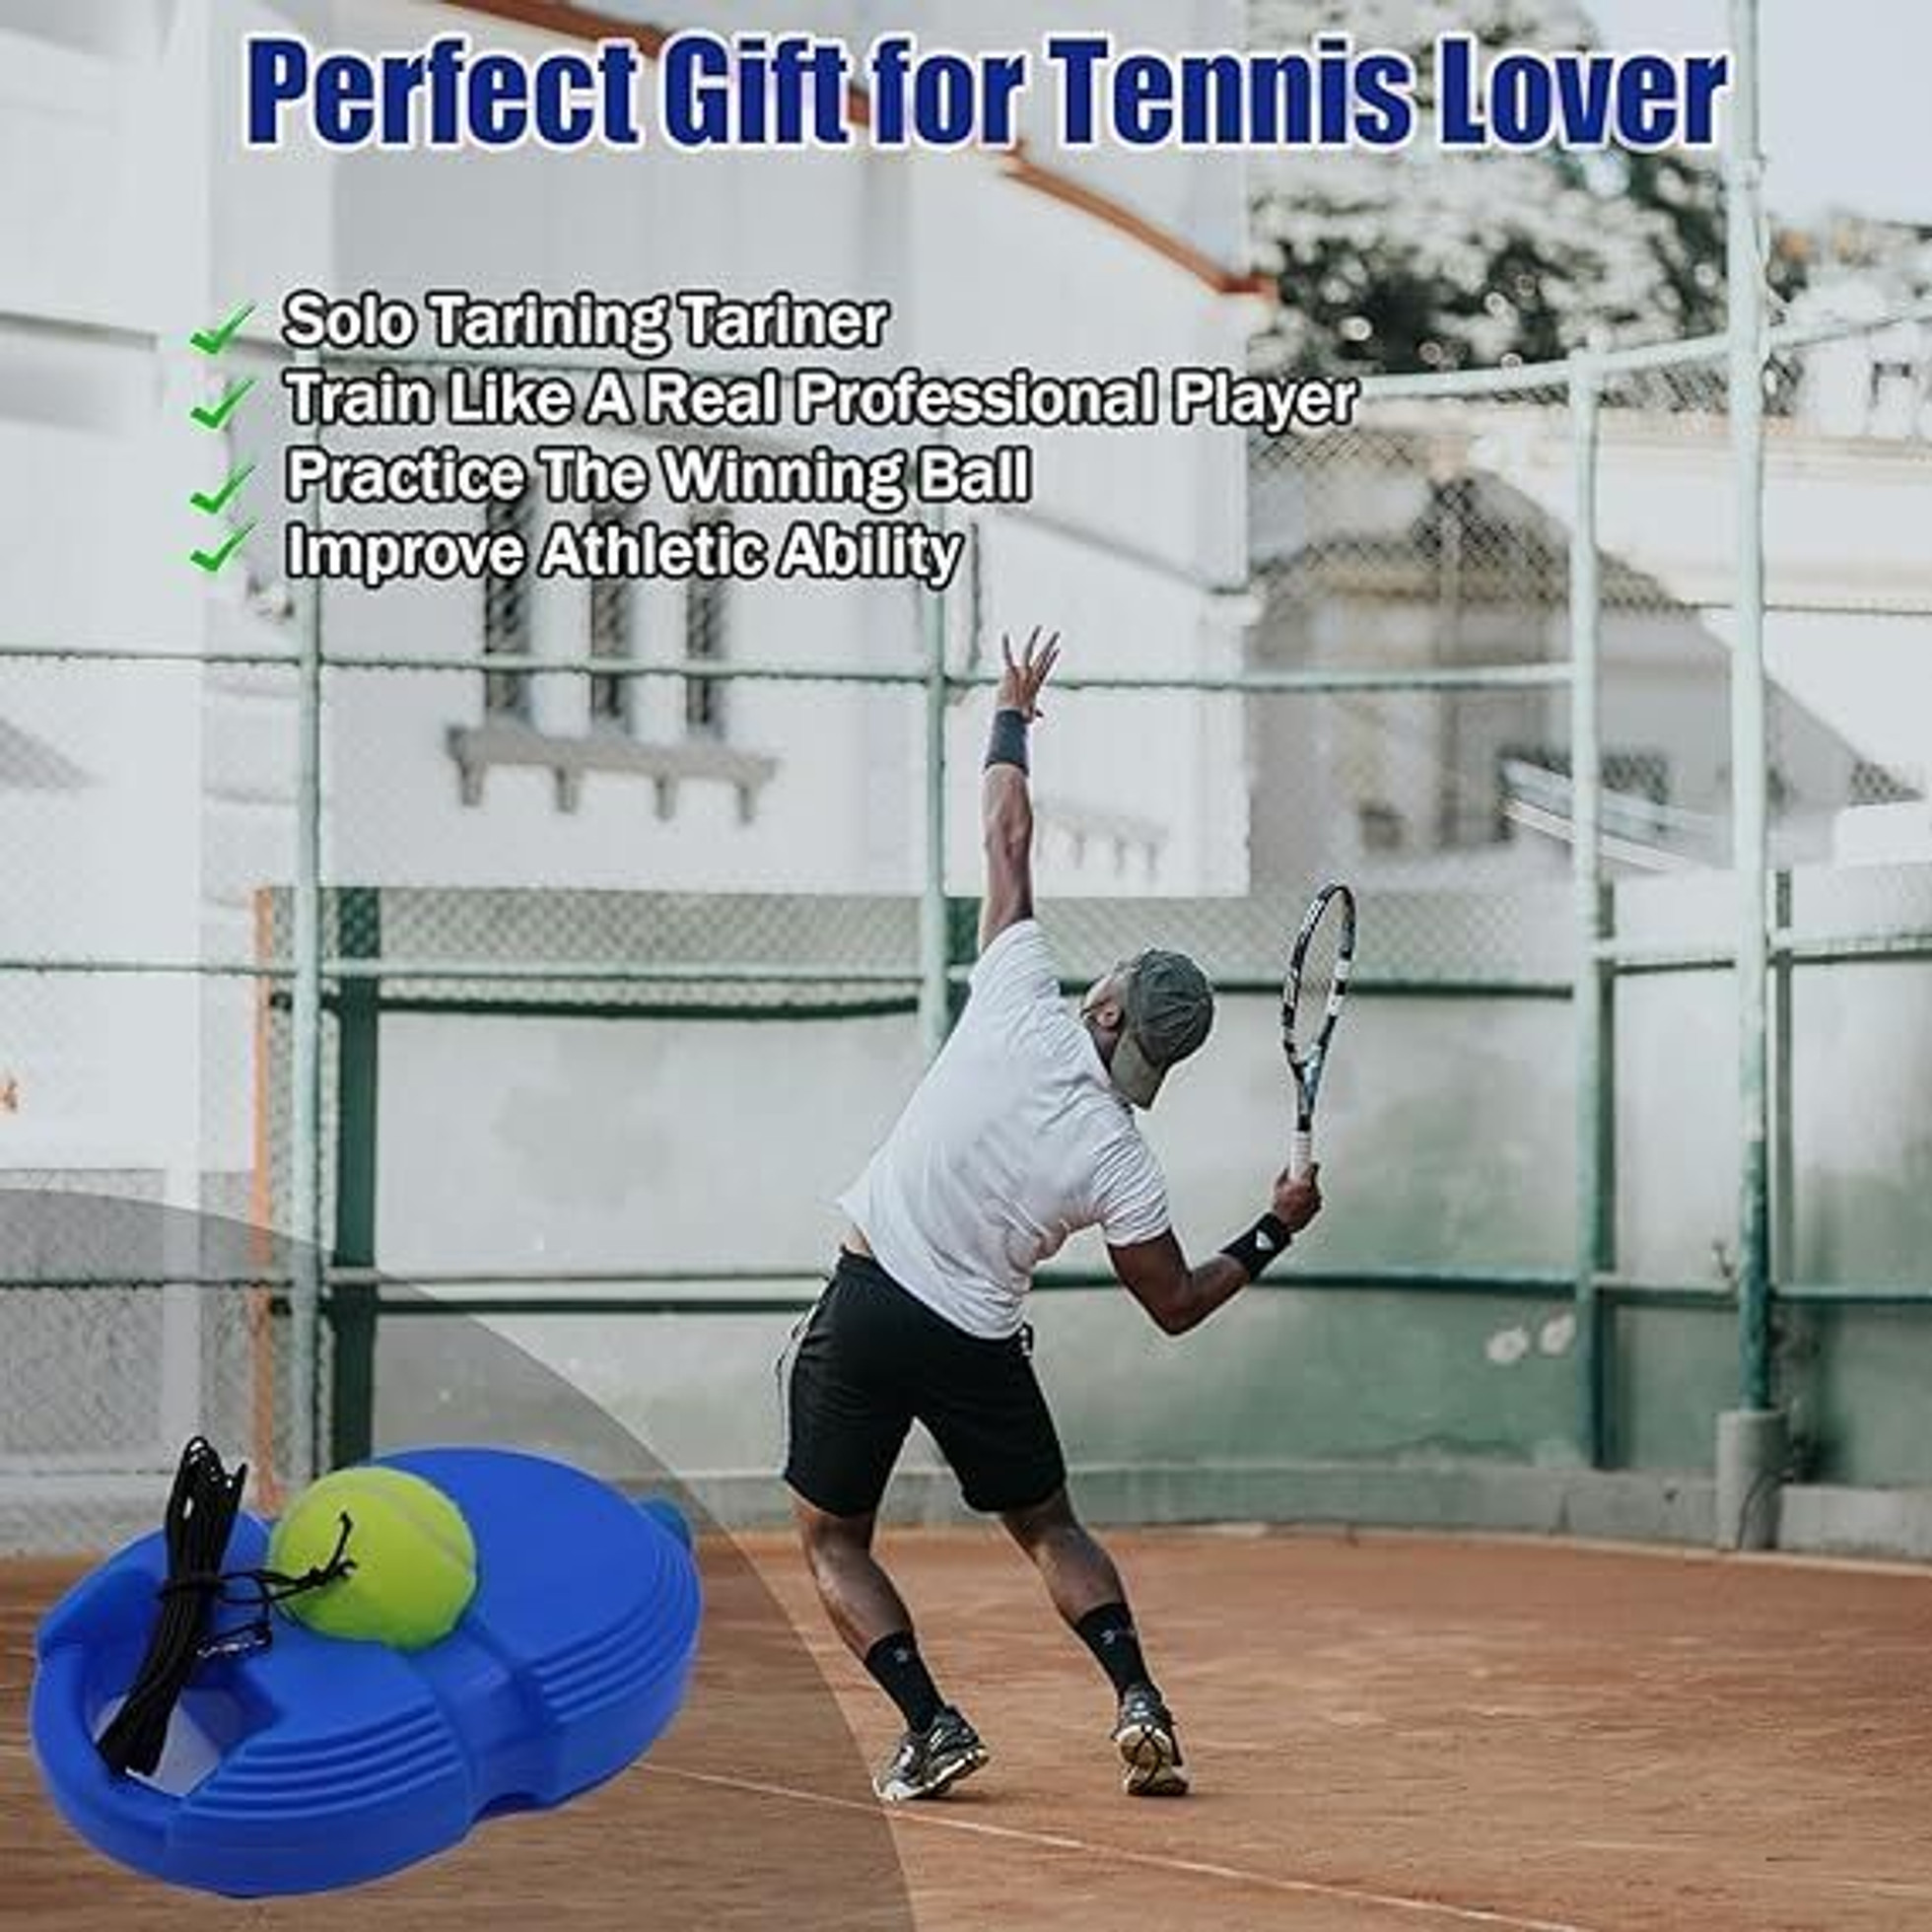 Perfect Gift for Tennis Lover
Solo Tarining Tariner
Train Like A Real Professional Player
Practice The Winning Ball
Improve Athletic Ability